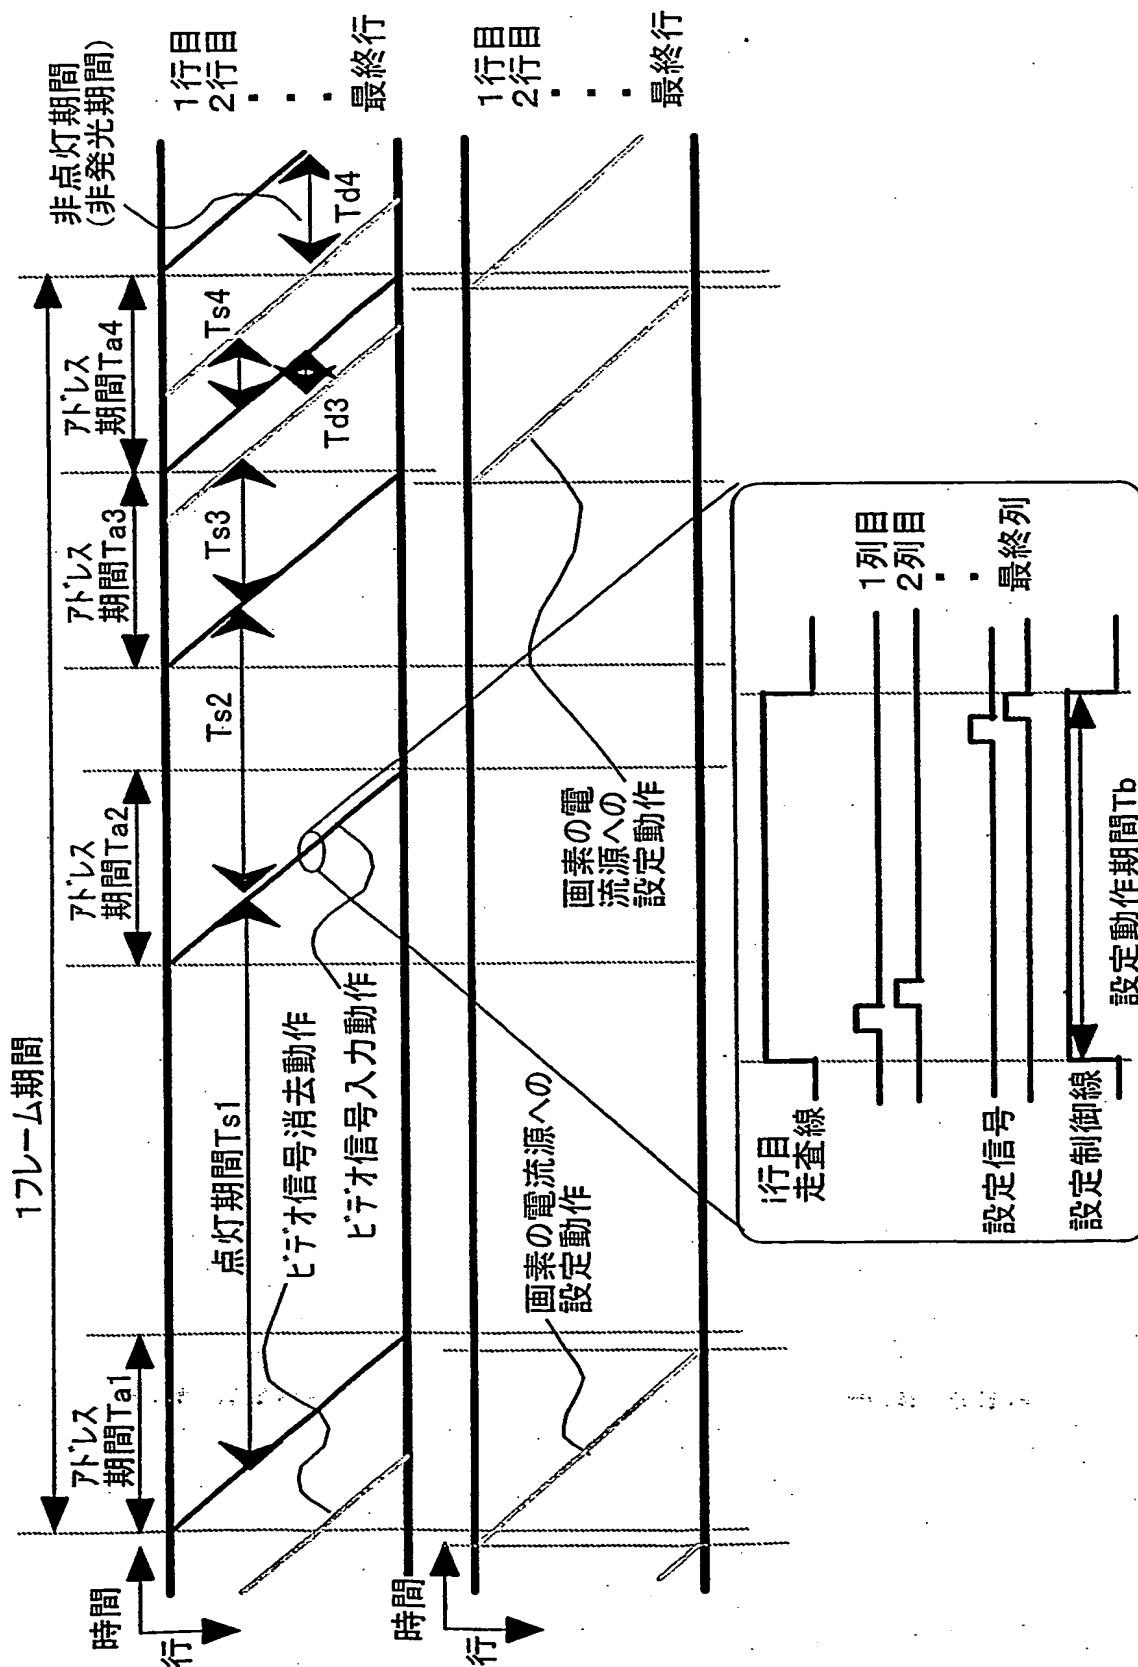 1フレーム期間
アドレス
期間Ta1
アドレス
期間Ta2
アドレス
期間Ta3
アドレス
期間Ta4
非点灯期間
(非発光期間)
時間
行
点灯期間Ts1
Ts2
Ts3
Ts4
Td3
Td4
1行目
2行目
・
・
・
最終行
ビデオ信号消去動作
ビデオ信号入力動作
時間
行
画素の電流源への
設定動作
画素の電
流源への
設定動作
1行目
2行目
・
・
・
最終行
i行目
走査線
設定信号
1列目
2列目
・
・
最終列
設定制御線
設定動作期間Tb